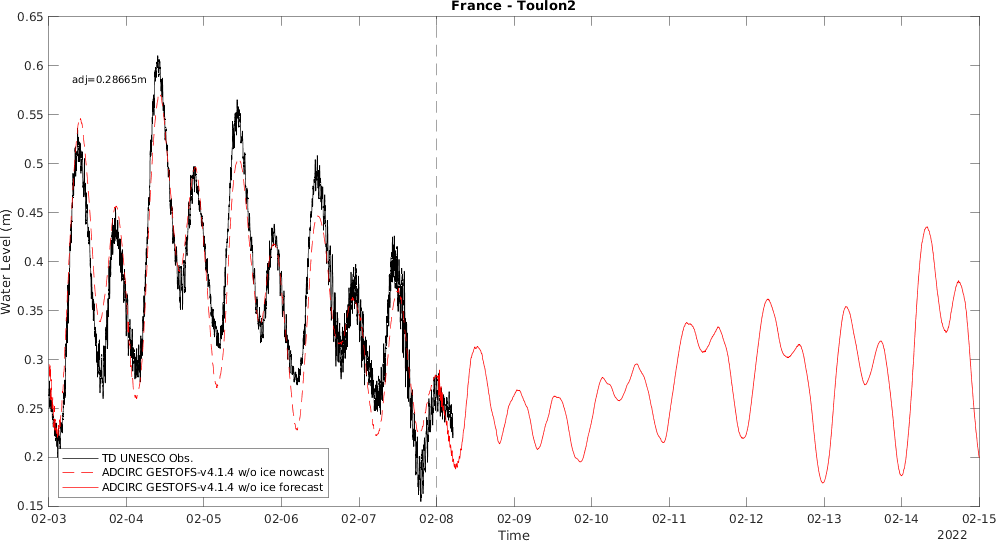 France - Toulon2
0.65
0.6
0.55
0.5
0.45
0.4
0.35
0.3
0.25
0.2
0.15
Water Level (m)
adj=0.28665m
TD UNESCO Obs.
ADCIRC GESTOFS-v4.1.4 w/o ice nowcast
ADCIRC GESTOFS-v4.1.4 w/o ice forecast
02-03 02-04 02-05 02-06 02-07 02-08 02-09 02-10 02-11 02-12 02-13 02-14 02-15
Time
2022